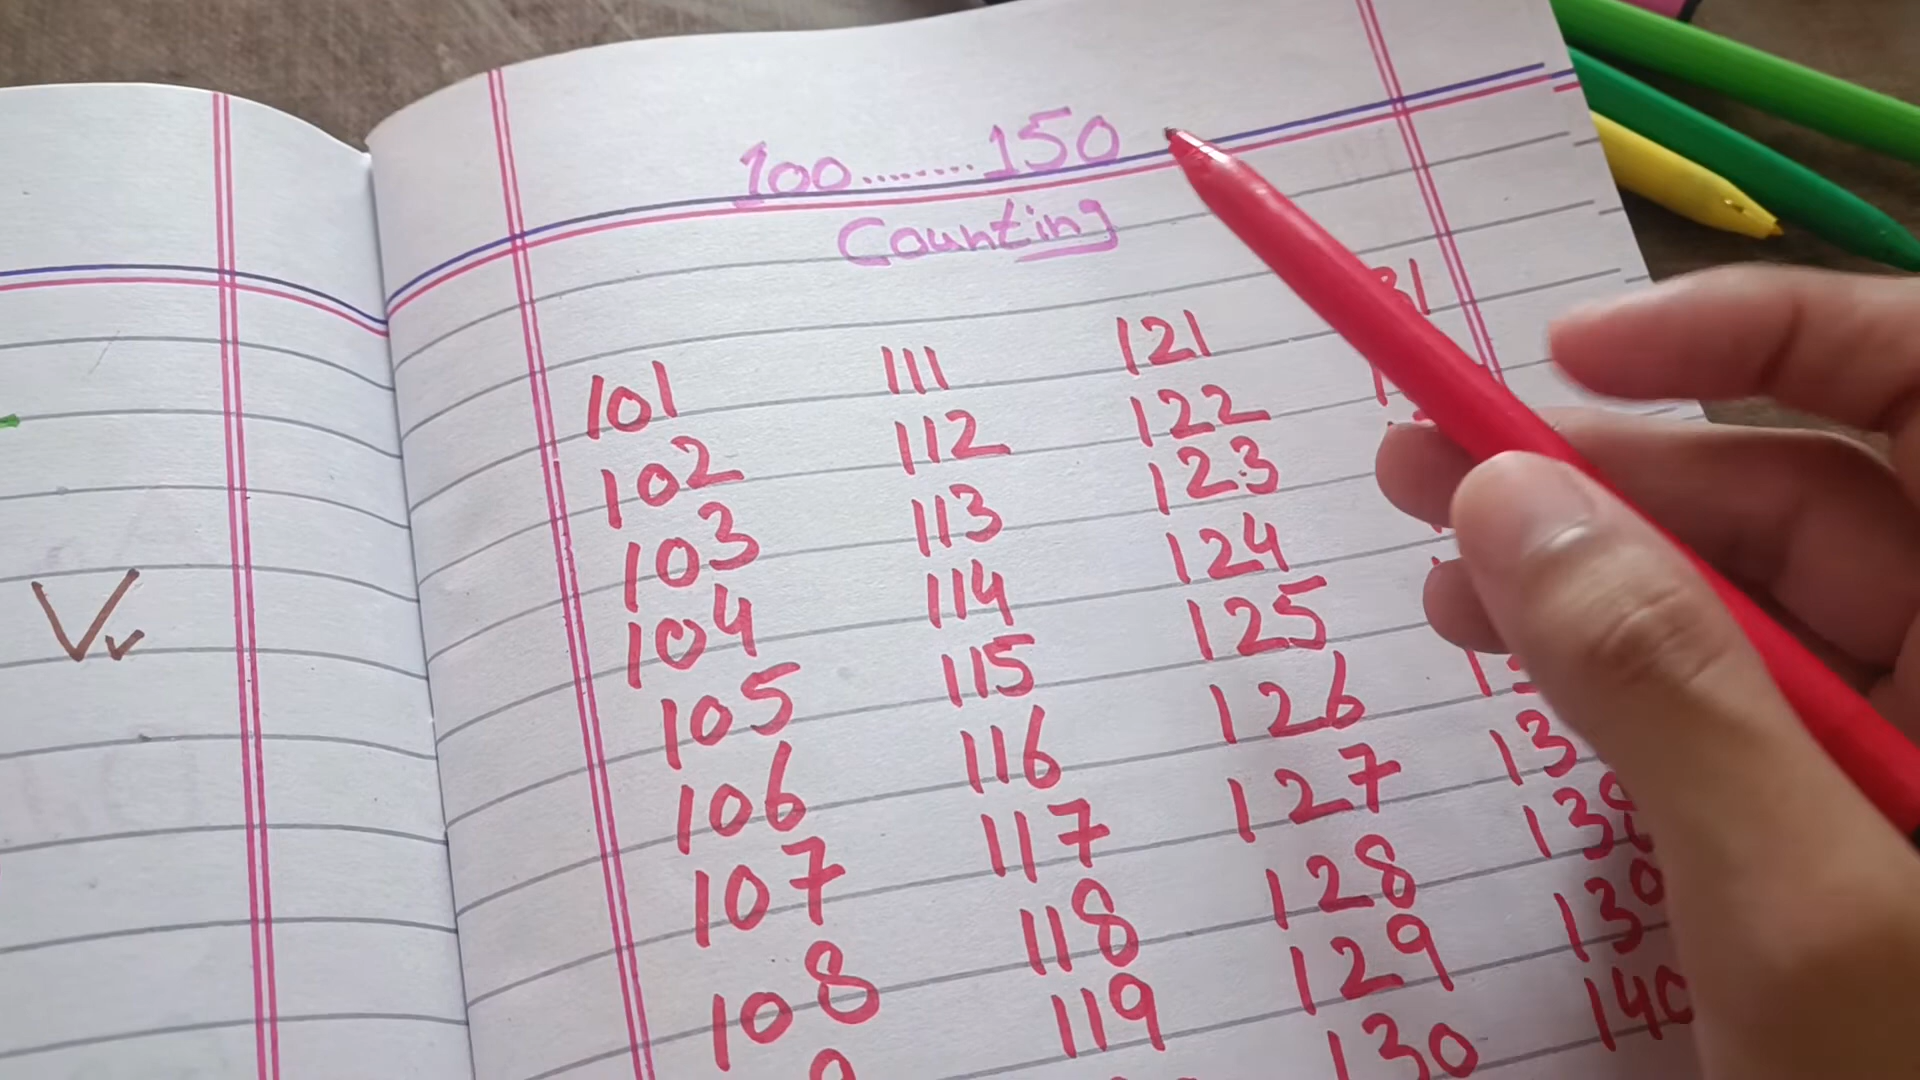 100........150
Counting
101 111 121
102 112 122
103 113 123
104 114 124
105 115 125
106 116 126
107 117 127
108 118 128
119 129
130
Vv